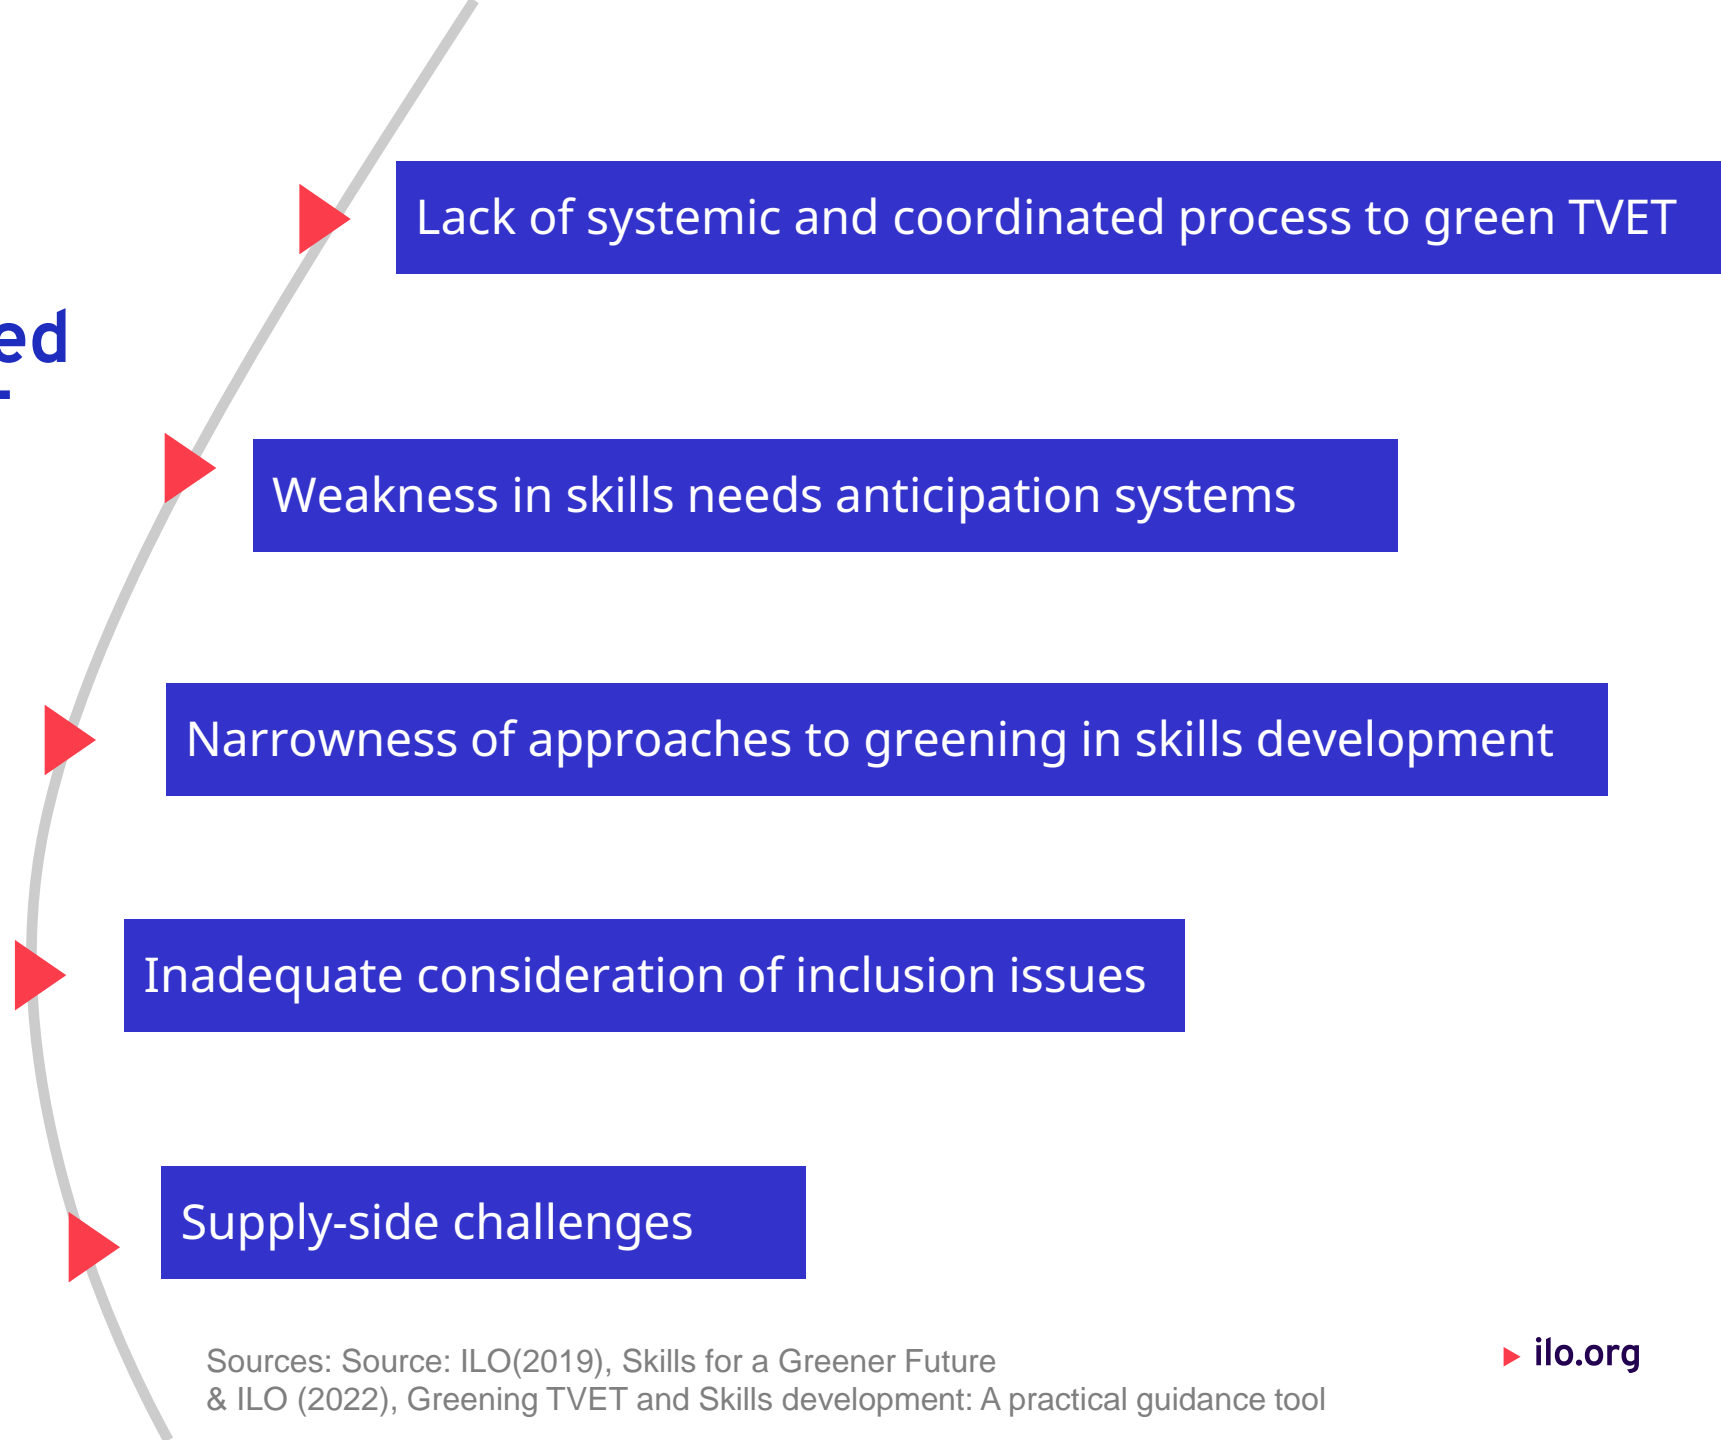 Lack of systemic and coordinated process to green TVET
Weakness in skills needs anticipation systems
Narrowness of approaches to greening in skills development
Inadequate consideration of inclusion issues
Supply-side challenges
Sources: Source: ILO(2019), Skills for a Greener Future
& ILO (2022), Greening TVET and Skills development: A practical guidance tool
ilo.org